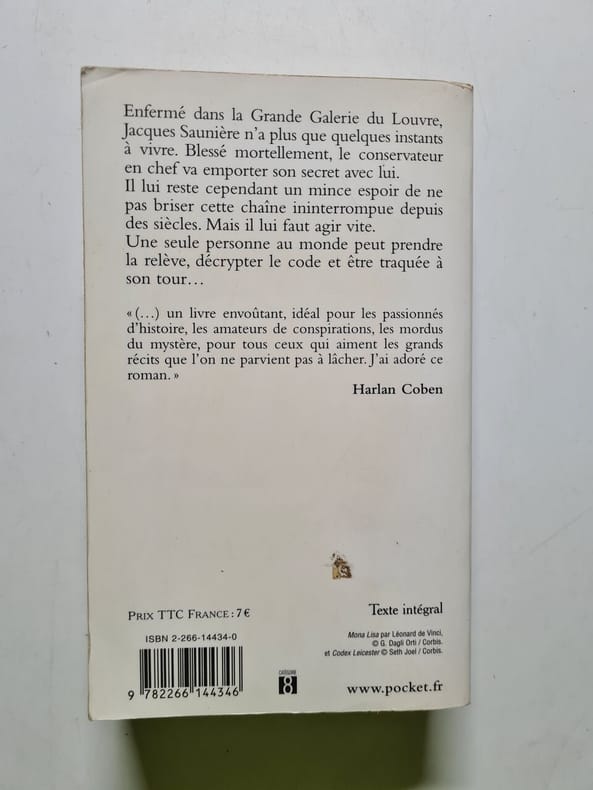 Enfermé dans la Grande Galerie du Louvre,
Jacques Saunière n'a plus que quelques instants
à vivre. Blessé mortellement, le conservateur
en chef va emporter son secret avec lui.
Il lui reste cependant un mince espoir de ne
pas briser cette chaîne ininterrompue depuis
des siècles. Mais il lui faut agir vite.
Une seule personne au monde peut prendre
la relève, décrypter le code et être traquée à
son tour…
« (…) un livre envoûtant, idéal pour les passionnés
d'histoire, les amateurs de conspirations, les mordus
du mystère, pour tous ceux qui aiment les grands
récits que l'on ne parvient pas à lâcher. J'ai adoré ce
roman. »
Harlan Coben
PRIX TTC FRANCE : 7 €
Texte intégral
ISBN 2-266-14434-0
Mona Lisa par Léonard de Vinci,
© G. Dagli Orti / Corbis.
et Codex Leicester © Seth Joel / Corbis.
CATÉGORIE
8
9 782266 144346
www.pocket.fr